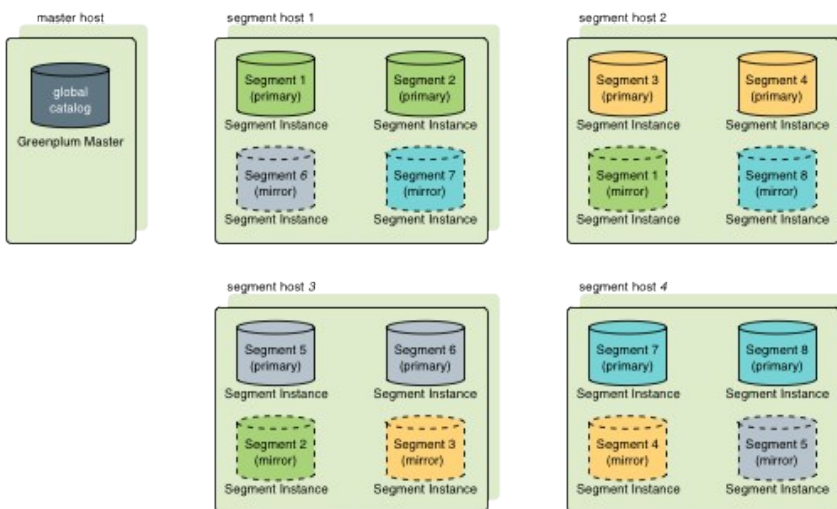 master host
global
catalog
Greenplum Master
segment host 1
Segment 1
(primary)
Segment Instance
Segment 2
(primary)
Segment Instance
Segment 6
(mirror)
Segment Instance
Segment 7
(mirror)
Segment Instance
segment host 2
Segment 3
(primary)
Segment Instance
Segment 4
(primary)
Segment Instance
Segment 1
(mirror)
Segment Instance
Segment 8
(mirror)
Segment Instance
segment host 3
Segment 5
(primary)
Segment Instance
Segment 6
(primary)
Segment Instance
Segment 2
(mirror)
Segment Instance
Segment 3
(mirror)
Segment Instance
segment host 4
Segment 7
(primary)
Segment Instance
Segment 8
(primary)
Segment Instance
Segment 4
(mirror)
Segment Instance
Segment 5
(mirror)
Segment Instance